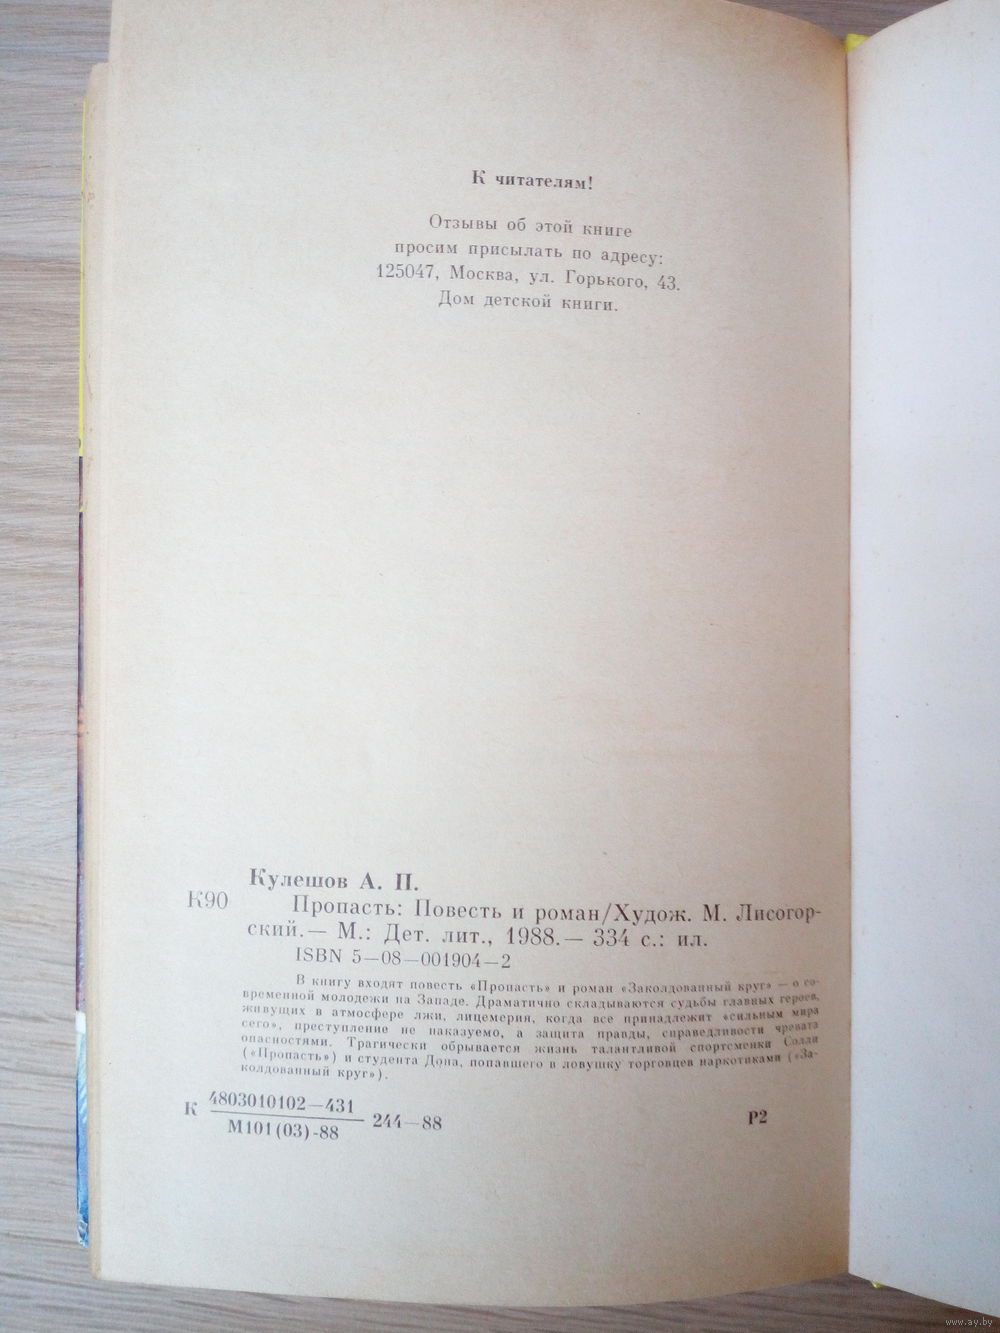 К читателям!
Отзывы об этой книге
просим присылать по адресу:
125047, Москва, ул. Горького, 43.
Дом детской книги.
Кулешов А. П.
К90
Пропасть: Повесть и роман/Худож. М. Лисогор-
ский.— М.: Дет. лит., 1988.— 334 с.: ил.
ISBN 5—08—001904—2
В книгу входят повесть «Пропасть» и роман «Заколдованный круг» — о со-
временной молодежи на Западе. Драматично складываются судьбы главных героев,
живущих в атмосфере лжи, лицемерия, когда все принадлежит «сильным мира
сего», преступление не наказуемо, а защита правды, справедливости чревата
опасностями. Трагически обрывается жизнь талантливой спортсменки Солли
(«Пропасть») и студента Дона, попавшего в ловушку торговцев наркотиками («За-
колдованный круг»).
К 4803010102—431
М101(03)-88 244—88
Р2
www.ay.by